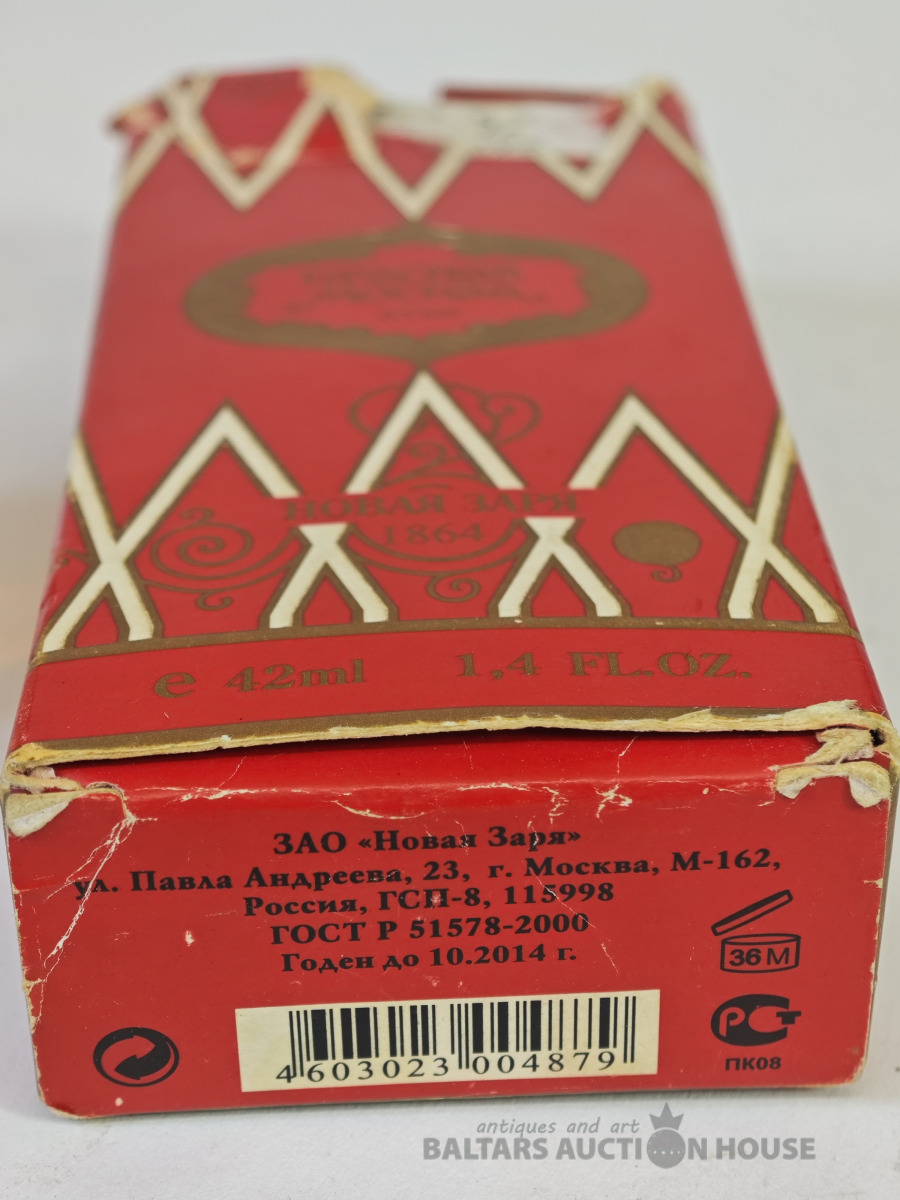 НОВАЯ ЗАРЯ
1864
e 42ml 1,4 FL.OZ.
ЗАО «Новая Заря»
ул. Павла Андреева, 23, г. Москва, М-162,
Россия, ГСП-8, 115998
ГОСТ Р 51578-2000
Годен до 10.2014 г.
36 M
РСТ
ПК08
4 603023 004879
antiques and art
BALTARS AUCTION HOUSE